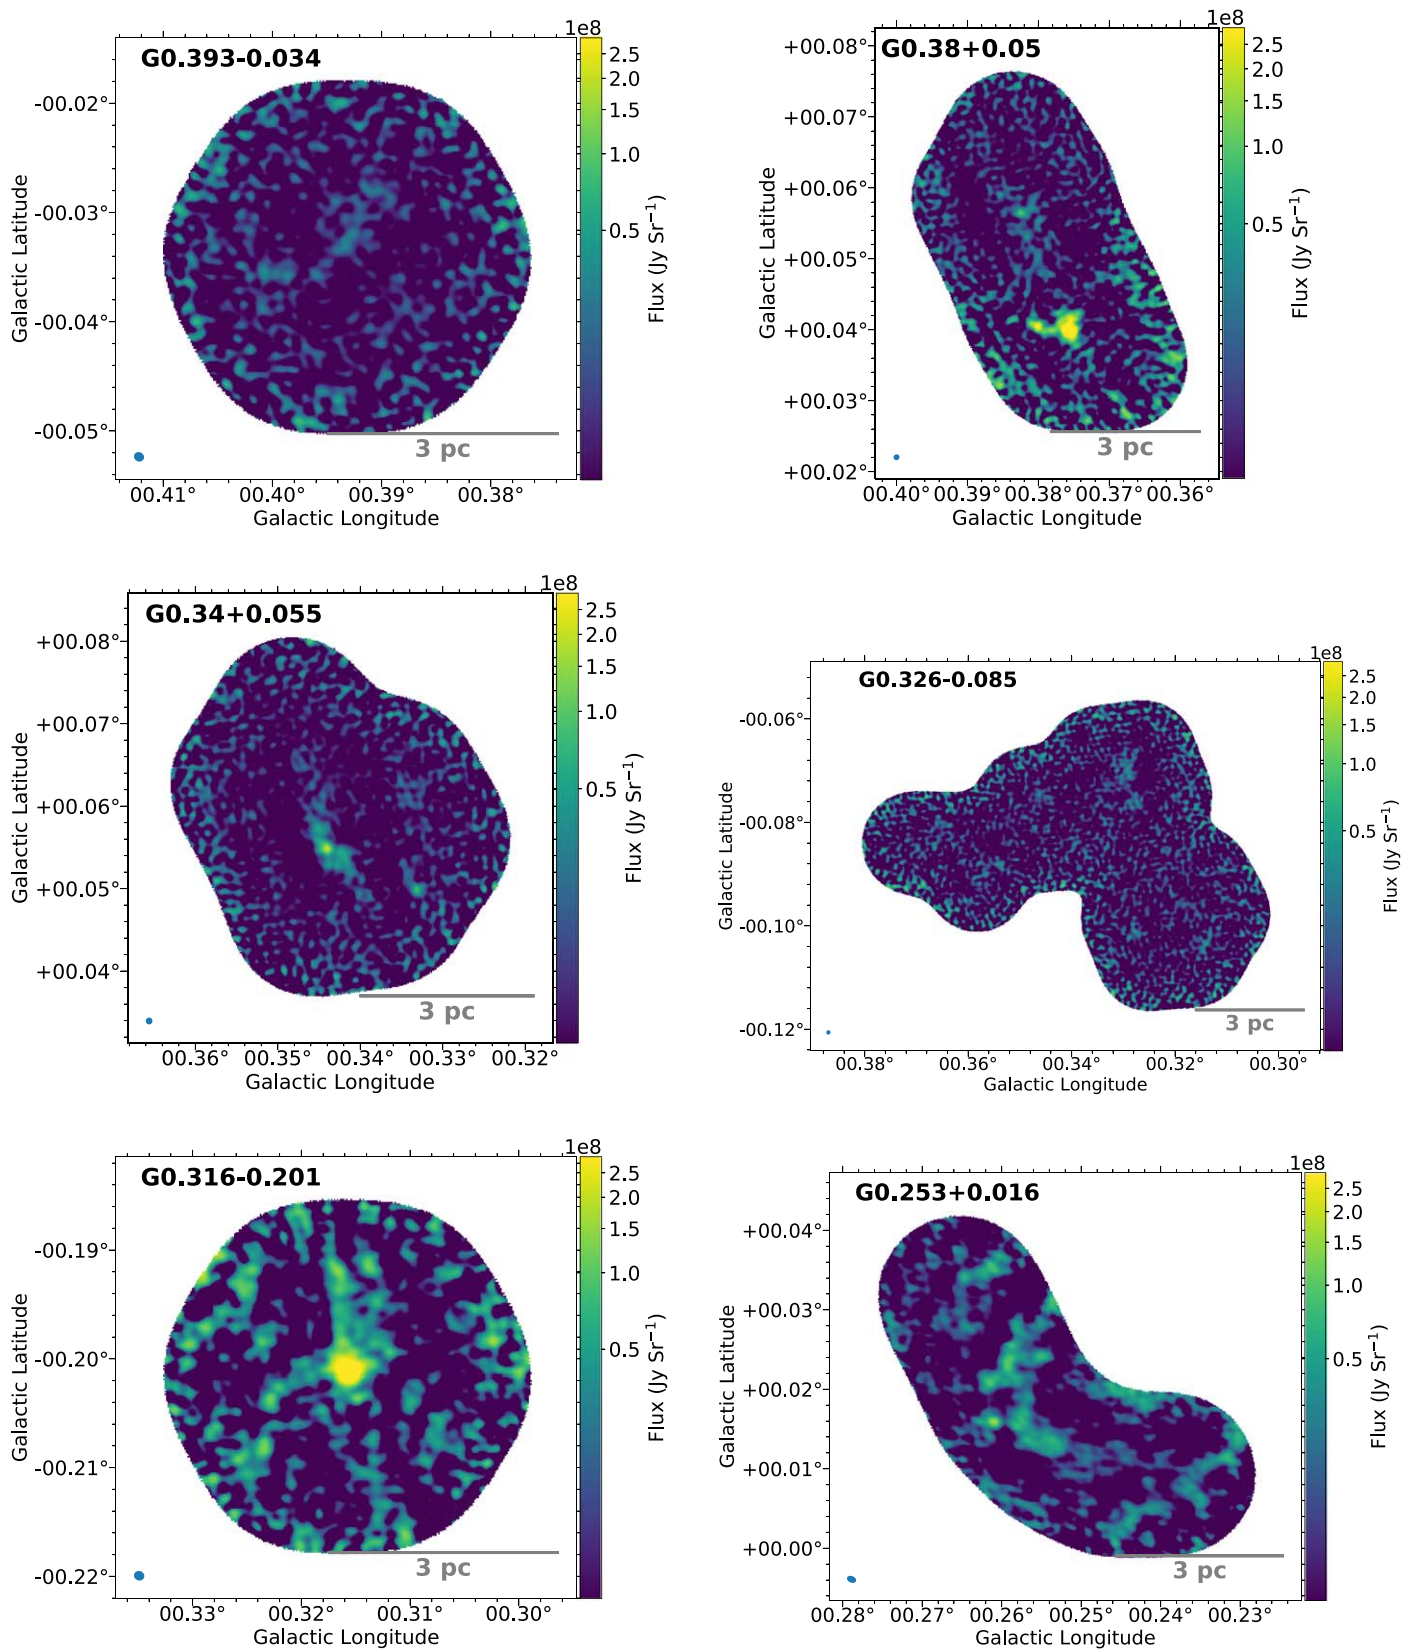 1e8
G0.393-0.034
-00.02°
-00.03°
-00.04°
-00.05°
Galactic Latitude
3 pc
00.41° 00.40° 00.39° 00.38°
Galactic Longitude
2.5
2.0
1.5
1.0
0.5
Flux (Jy Sr⁻¹)
1e8
G0.38+0.05
+00.08°
+00.07°
+00.06°
+00.05°
+00.04°
+00.03°
+00.02°
Galactic Latitude
3 pc
00.40° 00.39° 00.38° 00.37° 00.36°
Galactic Longitude
2.5
2.0
1.5
1.0
0.5
Flux (Jy Sr⁻¹)
1e8
G0.34+0.055
+00.08°
+00.07°
+00.06°
+00.05°
+00.04°
Galactic Latitude
3 pc
00.36° 00.35° 00.34° 00.33° 00.32°
Galactic Longitude
2.5
2.0
1.5
1.0
0.5
Flux (Jy Sr⁻¹)
1e8
G0.326-0.085
-00.06°
-00.08°
-00.10°
-00.12°
Galactic Latitude
3 pc
00.38° 00.36° 00.34° 00.32° 00.30°
Galactic Longitude
2.5
2.0
1.5
1.0
0.5
Flux (Jy Sr⁻¹)
1e8
G0.316-0.201
-00.19°
-00.20°
-00.21°
-00.22°
Galactic Latitude
3 pc
00.33° 00.32° 00.31° 00.30°
Galactic Longitude
2.5
2.0
1.5
1.0
0.5
Flux (Jy Sr⁻¹)
1e8
G0.253+0.016
+00.04°
+00.03°
+00.02°
+00.01°
+00.00°
Galactic Latitude
3 pc
00.28° 00.27° 00.26° 00.25° 00.24° 00.23°
Galactic Longitude
2.5
2.0
1.5
1.0
0.5
Flux (Jy Sr⁻¹)